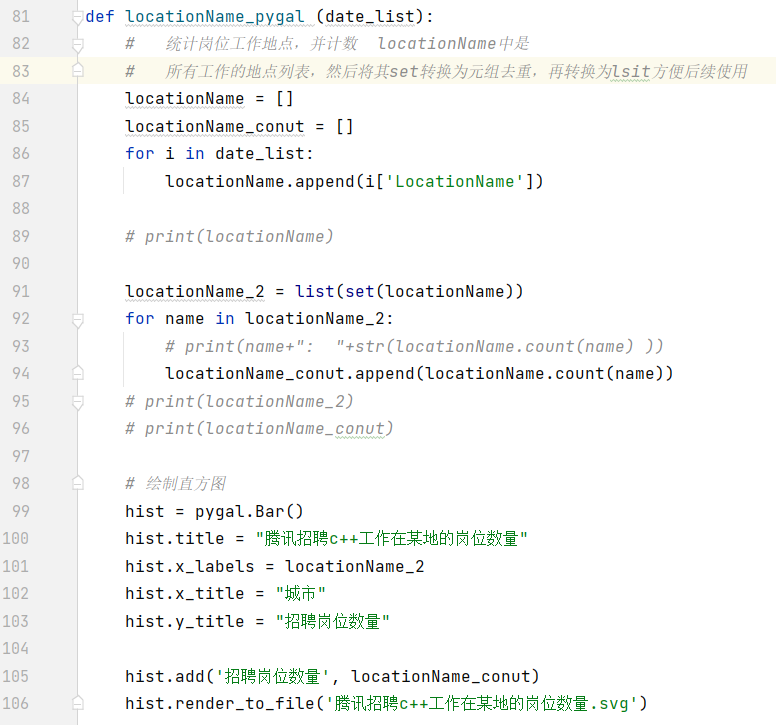 81 def locationName_pygal (date_list):
82 # 统计岗位工作地点，并计数 locationName中是
83 # 所有工作的地点列表，然后将其set转换为元组去重，再转换为lsit方便后续使用
84 locationName = []
85 locationName_conut = []
86 for i in date_list:
87 locationName.append(i['LocationName'])
88
89 # print(locationName)
90
91 locationName_2 = list(set(locationName))
92 for name in locationName_2:
93 # print(name+":  "+str(locationName.count(name) ))
94 locationName_conut.append(locationName.count(name))
95 # print(locationName_2)
96 # print(locationName_conut)
97
98 # 绘制直方图
99 hist = pygal.Bar()
100 hist.title = "腾讯招聘c++工作在某地的岗位数量"
101 hist.x_labels = locationName_2
102 hist.x_title = "城市"
103 hist.y_title = "招聘岗位数量"
104
105 hist.add('招聘岗位数量', locationName_conut)
106 hist.render_to_file('腾讯招聘c++工作在某地的岗位数量.svg')